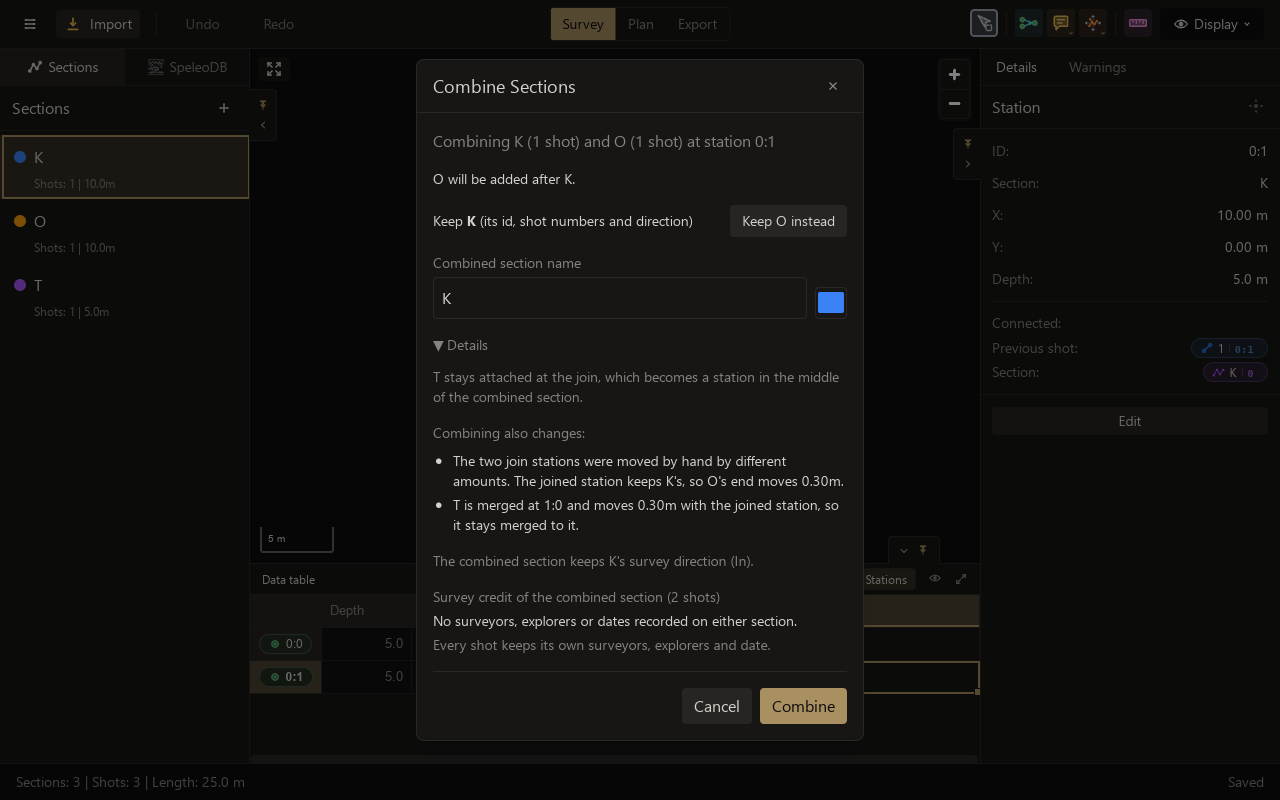 Import
Undo
Redo
Survey
Plan
Export
Display
Sections
SpeleoDB
Sections
K
Shots: 1 | 10.0m
O
Shots: 1 | 10.0m
T
Shots: 1 | 5.0m
5 m
Combine Sections
Combining K (1 shot) and O (1 shot) at station 0:1
O will be added after K.
Keep K (its id, shot numbers and direction)
Keep O instead
Combined section name
K
▼ Details
T stays attached at the join, which becomes a station in the middle
of the combined section.
Combining also changes:
• The two join stations were moved by hand by different
amounts. The joined station keeps K's, so O's end moves 0.30m.
• T is merged at 1:0 and moves 0.30m with the joined station, so
it stays merged to it.
The combined section keeps K's survey direction (In).
Survey credit of the combined section (2 shots)
No surveyors, explorers or dates recorded on either section.
Every shot keeps its own surveyors, explorers and date.
Cancel
Combine
Data table
Stations
Depth
0:0
5.0
0:1
5.0
Details
Warnings
Station
ID:
0:1
Section:
K
X:
10.00 m
Y:
0.00 m
Depth:
5.0 m
Connected:
Previous shot:
1 | 0:1
Section:
K | 0
Edit
Sections: 3 | Shots: 3 | Length: 25.0 m
Saved